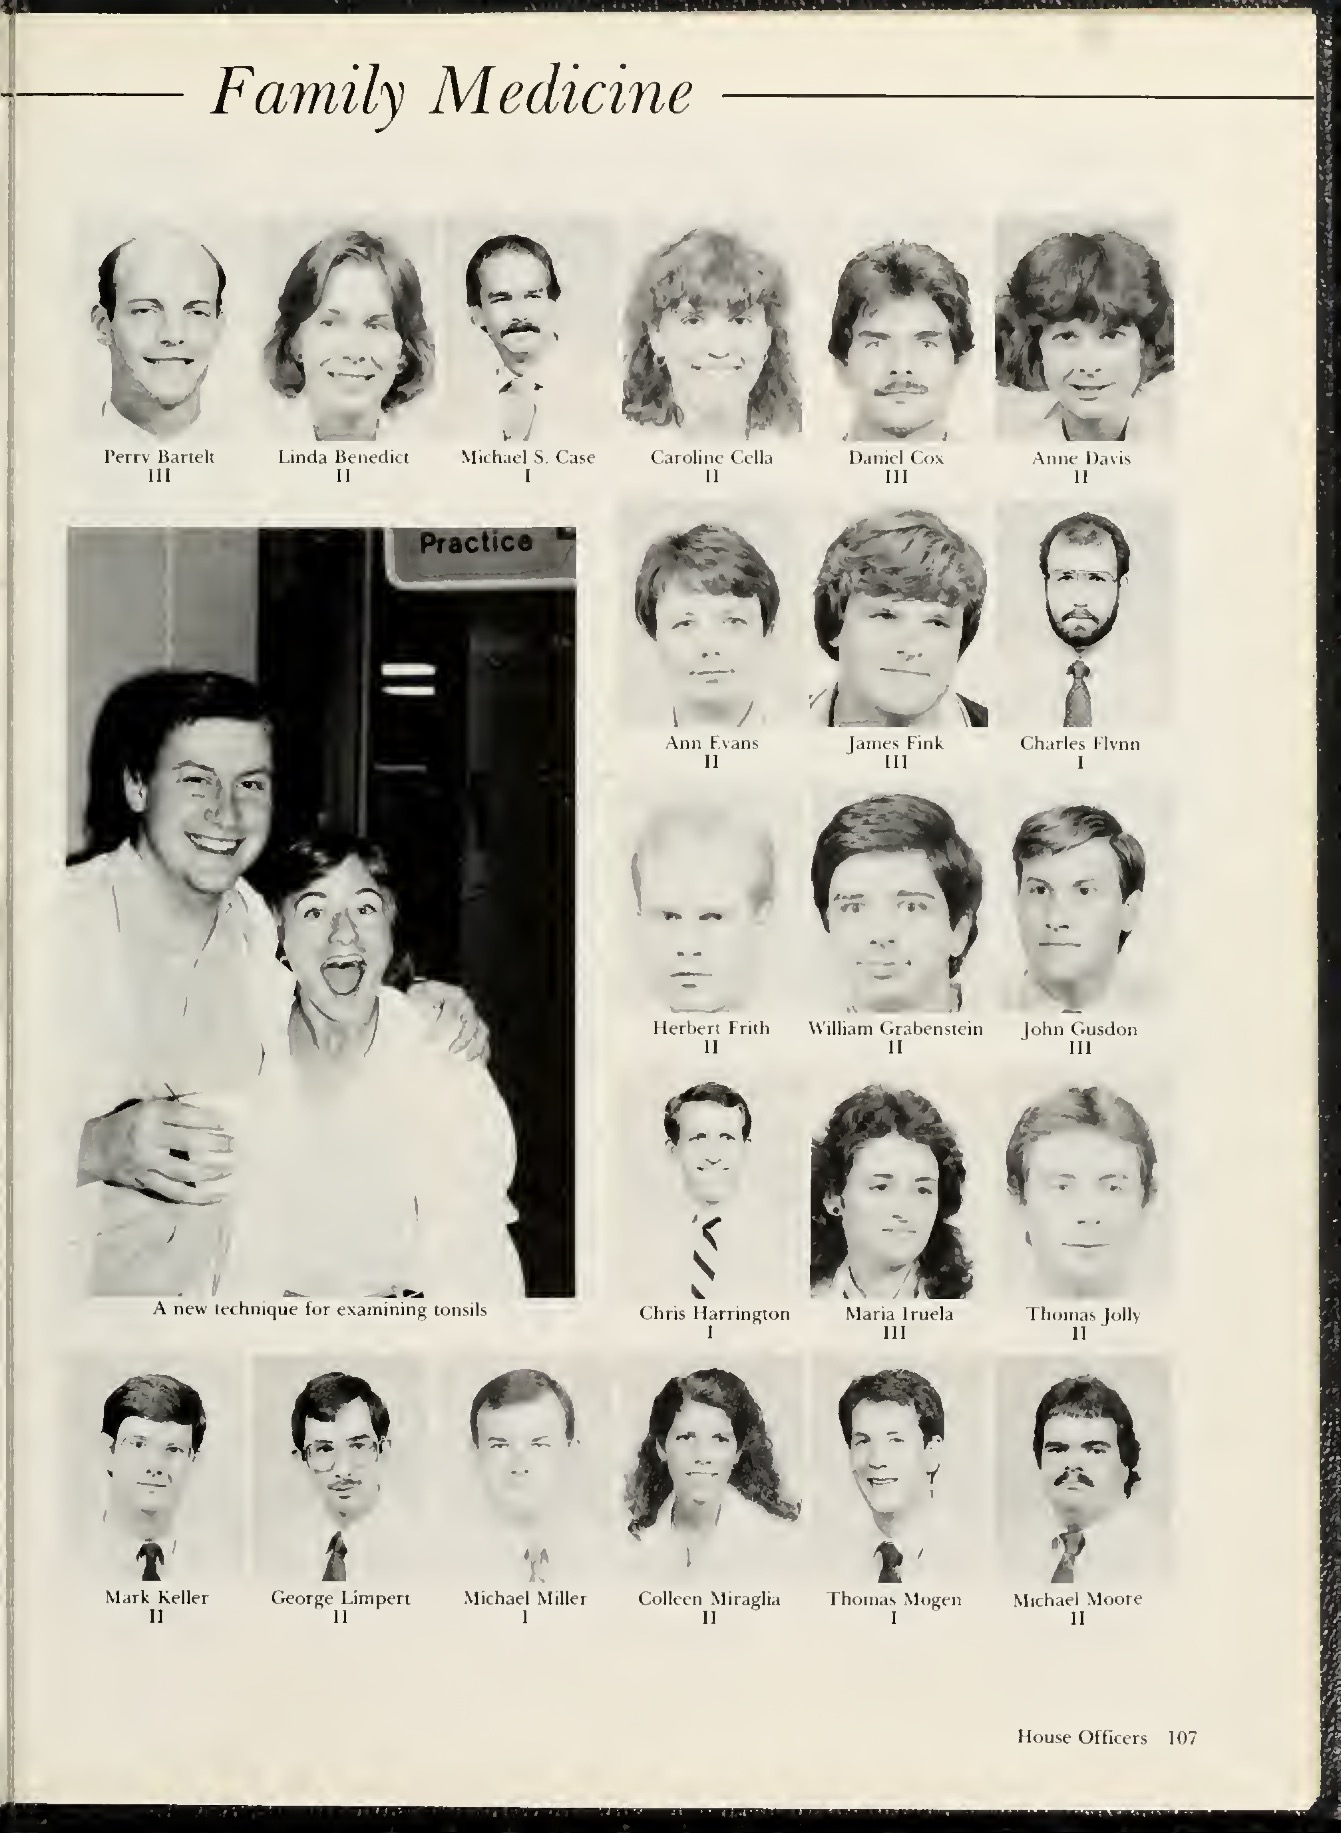 Family Medicine
Perry Bartelt
III
Linda Benedict
II
Michael S. Case
I
Caroline Cella
II
Daniel Cox
III
Anne Davis
II
Practice
Ann Evans
II
James Fink
III
Charles Flynn
I
Herbert Frith
II
William Grabenstein
II
John Gusdon
III
A new technique for examining tonsils
Chris Harrington
I
Maria Iruela
III
Thomas Jolly
II
Mark Keller
II
George Limpert
II
Michael Miller
I
Colleen Miraglia
II
Thomas Mogen
I
Michael Moore
II
House Officers 107